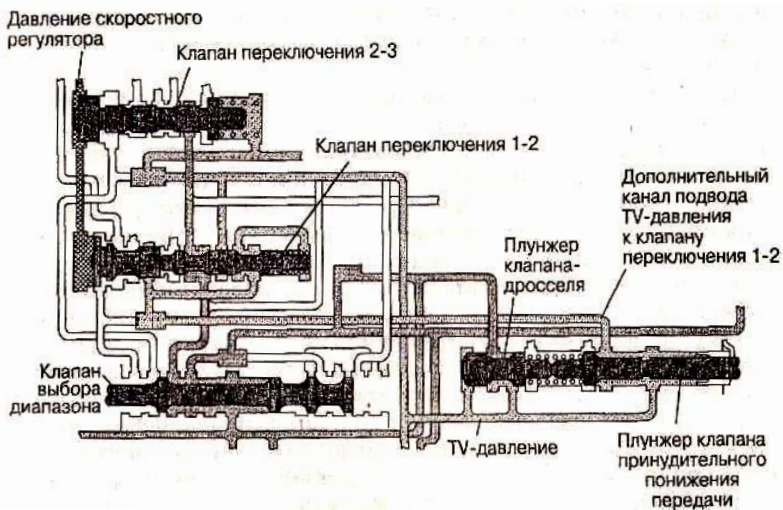 Давление скоростного
регулятора
Клапан переключения 2-3
Клапан переключения 1-2
Дополнительный
канал подвода
TV-давления
к клапану
переключения 1-2
Плунжер
клапана-
дросселя
Клапан
выбора
диапазона
TV-давление
Плунжер клапана
принудительного
понижения
передачи